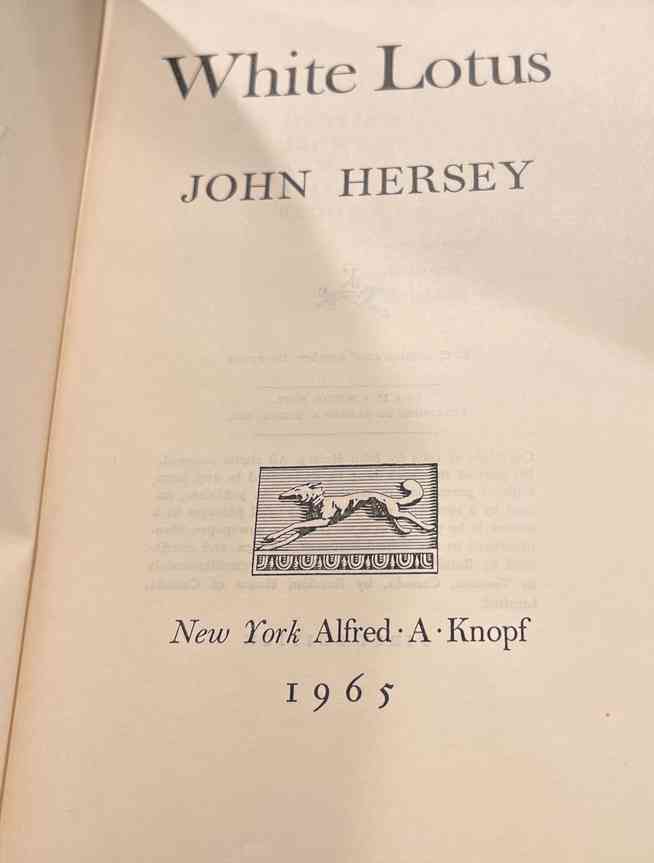 White Lotus
JOHN HERSEY
New York Alfred · A · Knopf
1965